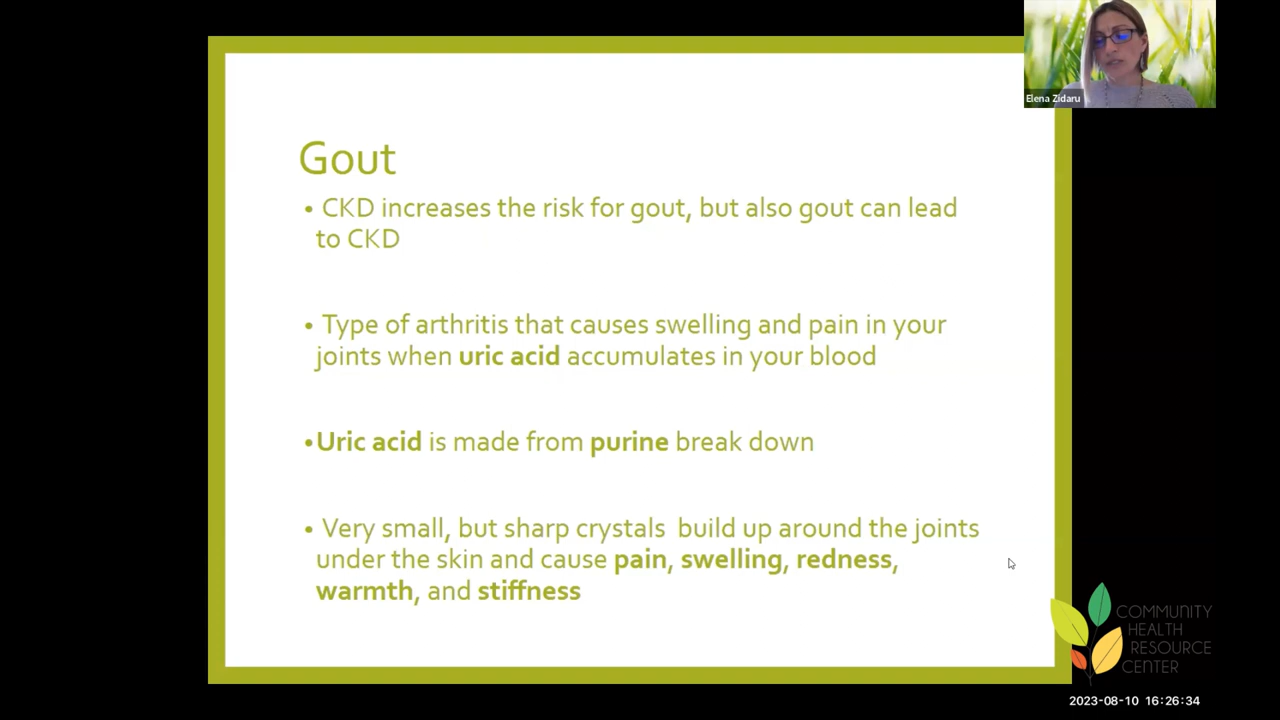 Elena Zidaru
Gout
• CKD increases the risk for gout, but also gout can lead
to CKD
• Type of arthritis that causes swelling and pain in your
joints when uric acid accumulates in your blood
•Uric acid is made from purine break down
• Very small, but sharp crystals  build up around the joints
under the skin and cause pain, swelling, redness,
warmth, and stiffness
COMMUNITY
HEALTH
RESOURCE
CENTER
2023-08-10 16:26:34